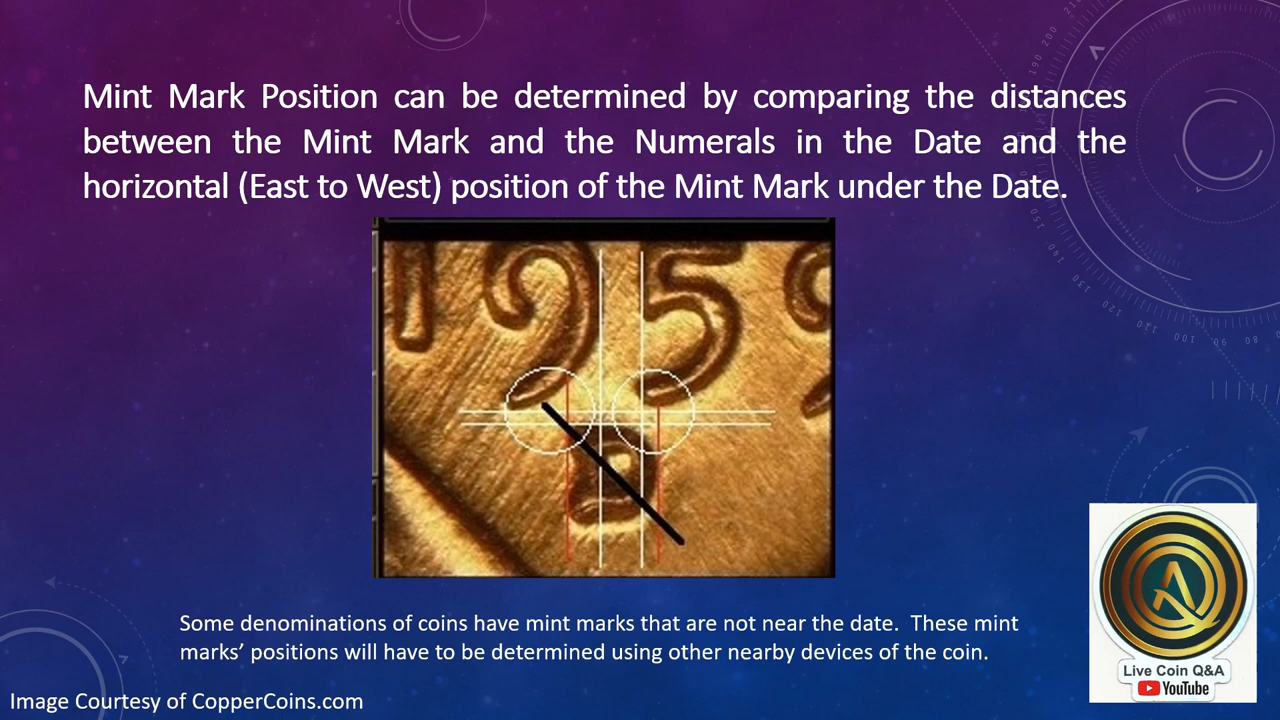 Mint Mark Position can be determined by comparing the distances
between the Mint Mark and the Numerals in the Date and the
horizontal (East to West) position of the Mint Mark under the Date.
1959
D
Some denominations of coins have mint marks that are not near the date. These mint
marks' positions will have to be determined using other nearby devices of the coin.
Live Coin Q&A
YouTube
Image Courtesy of CopperCoins.com